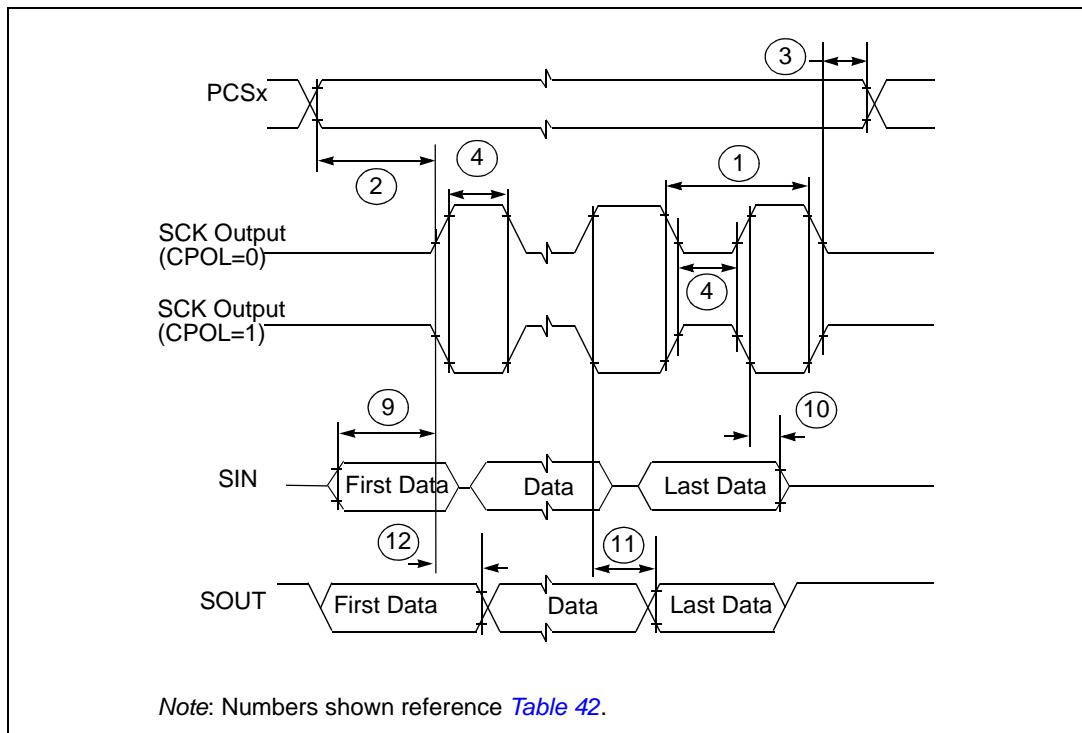 3
PCSx
4
1
2
SCK Output
(CPOL=0)
4
SCK Output
(CPOL=1)
9
10
SIN
First Data
Data
Last Data
12
11
SOUT
First Data
Data
Last Data
Note: Numbers shown reference Table 42.